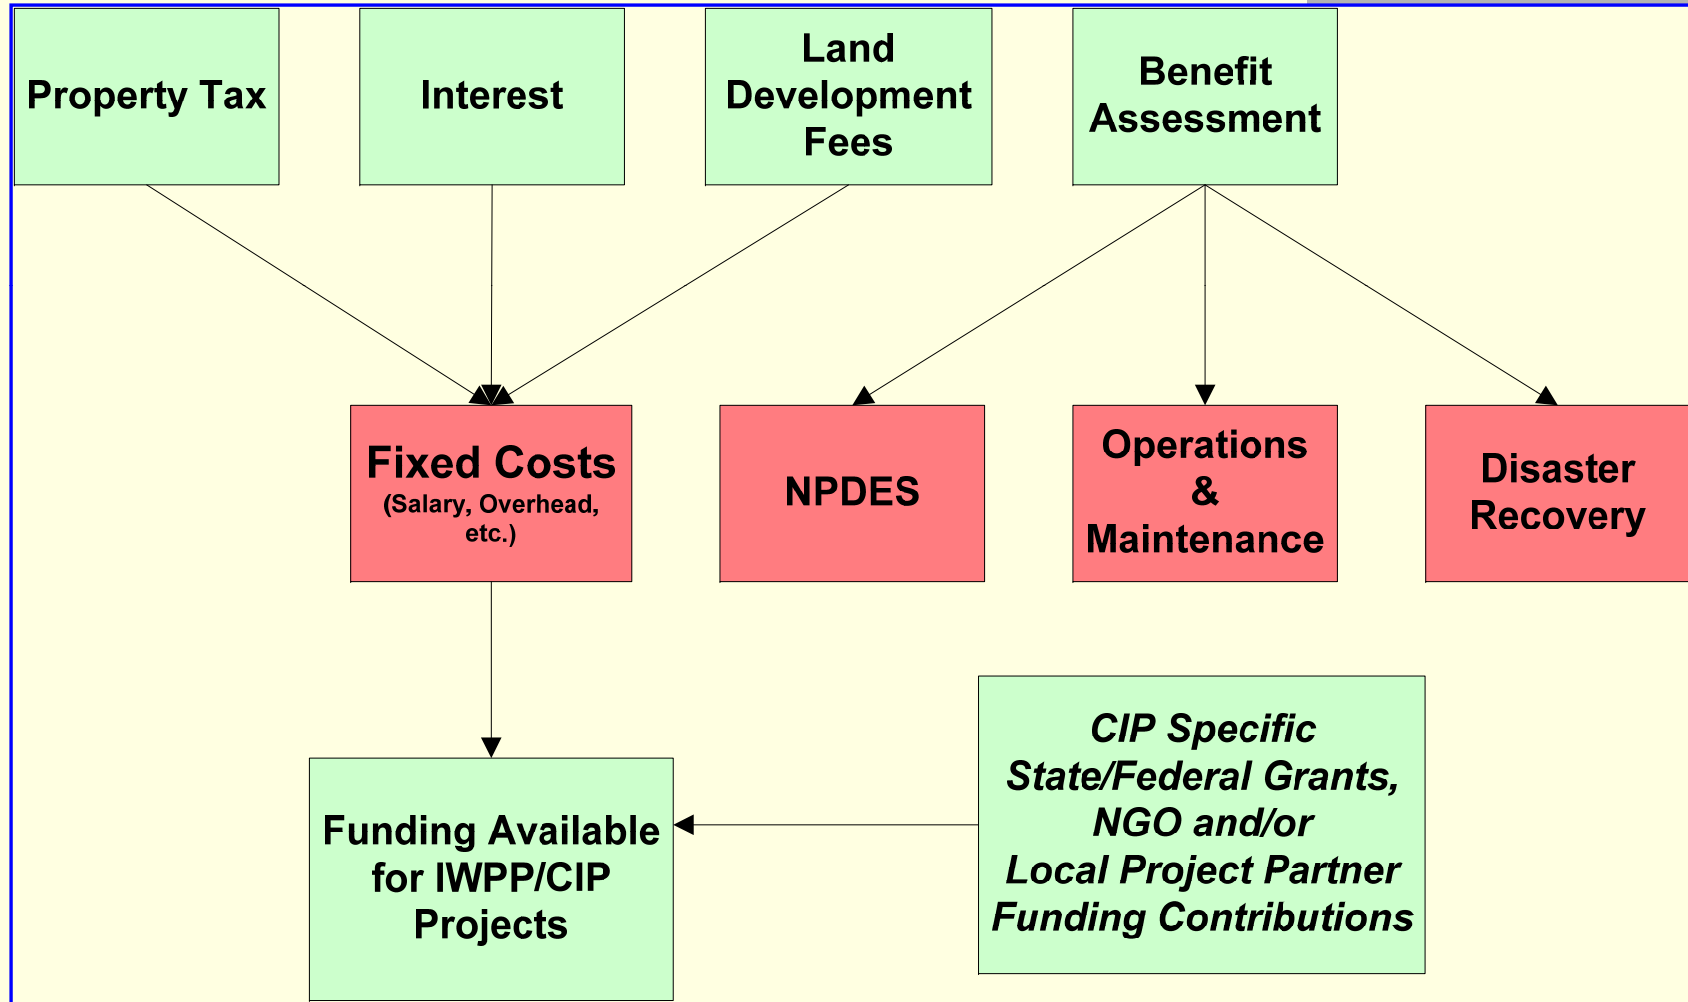 Property Tax
Interest
Land
Development
Fees
Benefit
Assessment
Fixed Costs
(Salary, Overhead,
etc.)
NPDES
Operations
&
Maintenance
Disaster
Recovery
Funding Available
for IWPP/CIP
Projects
CIP Specific
State/Federal Grants,
NGO and/or
Local Project Partner
Funding Contributions